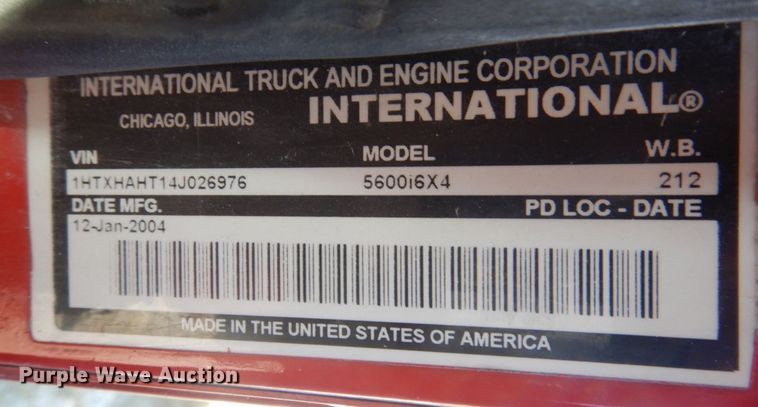 INTERNATIONAL TRUCK AND ENGINE CORPORATION
CHICAGO, ILLINOIS INTERNATIONAL®
VIN MODEL W.B.
1HTXHAHT14J026976 5600i6X4 212
DATE MFG. PD LOC - DATE
12-Jan-2004
MADE IN THE UNITED STATES OF AMERICA
Purple Wave Auction